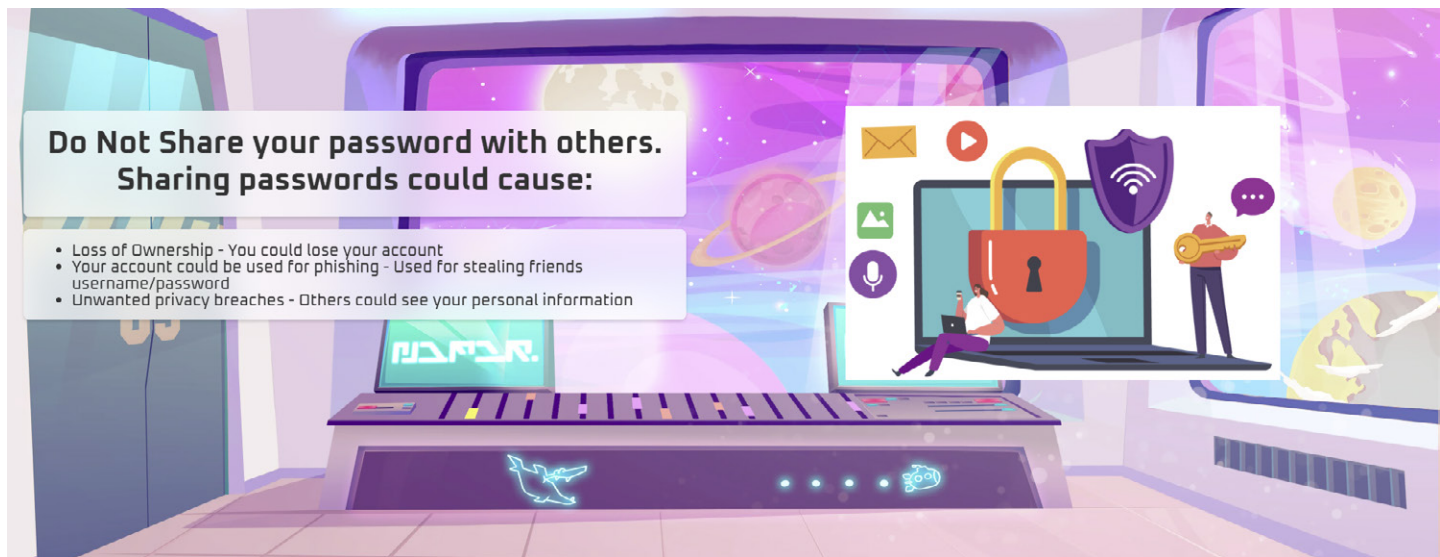 Do Not Share your password with others.
Sharing passwords could cause:
• Loss of Ownership - You could lose your account
• Your account could be used for phishing - Used for stealing friends
username/password
• Unwanted privacy breaches - Others could see your personal information